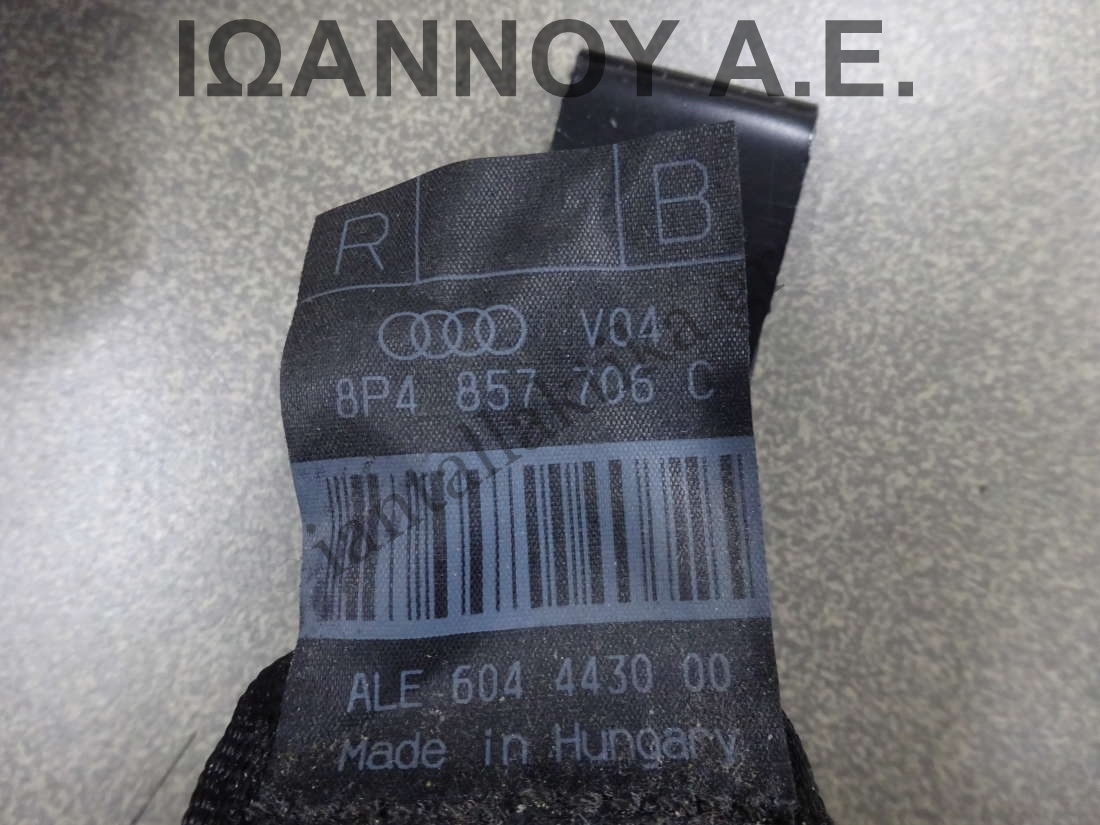 ΙΩΑΝΝΟΥ Α.Ε.
R B
V04
8P4 857 706 C
ALE 604 4430 00
Made in Hungary